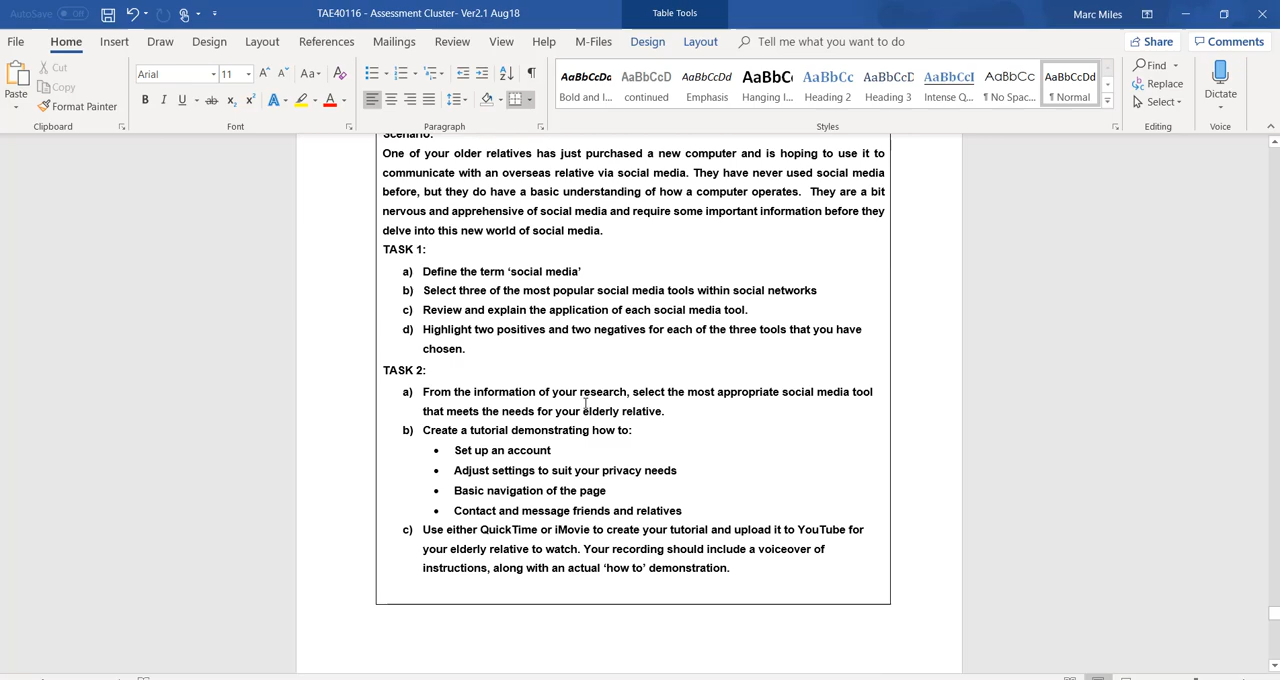 AutoSave Off TAE40116 - Assessment Cluster- Ver2.1 Aug18 Table Tools Marc Miles
File Home Insert Draw Design Layout References Mailings Review View Help M-Files Design Layout Tell me what you want to do Share Comments
Paste Cut Copy Format Painter
Arial 11
AaBbCcDc Bold and I...
AaBbCcD continued
AaBbCcDd Emphasis
AaBbC Hanging I...
AaBbCc Heading 2
AaBbCcD Heading 3
AaBbCcI Intense Q...
AaBbCc ¶ No Spac...
AaBbCcDd ¶ Normal
Find
Replace
Select
Dictate
Clipboard Font Paragraph Styles Editing Voice
Scenario:
One of your older relatives has just purchased a new computer and is hoping to use it to
communicate with an overseas relative via social media. They have never used social media
before, but they do have a basic understanding of how a computer operates. They are a bit
nervous and apprehensive of social media and require some important information before they
delve into this new world of social media.
TASK 1:
a) Define the term ‘social media’
b) Select three of the most popular social media tools within social networks
c) Review and explain the application of each social media tool.
d) Highlight two positives and two negatives for each of the three tools that you have
chosen.
TASK 2:
a) From the information of your research, select the most appropriate social media tool
that meets the needs for your elderly relative.
b) Create a tutorial demonstrating how to:
• Set up an account
• Adjust settings to suit your privacy needs
• Basic navigation of the page
• Contact and message friends and relatives
c) Use either QuickTime or iMovie to create your tutorial and upload it to YouTube for
your elderly relative to watch. Your recording should include a voiceover of
instructions, along with an actual ‘how to’ demonstration.